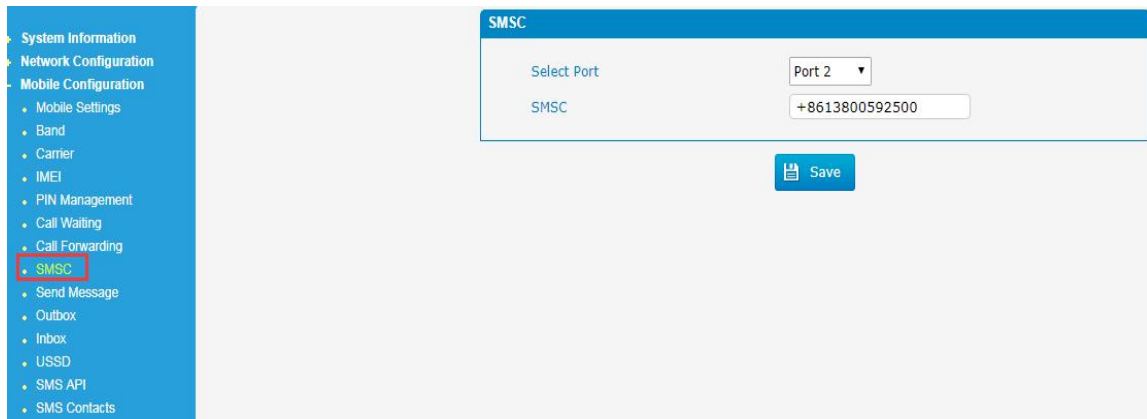 System Information
Network Configuration
Mobile Configuration
Mobile Settings
Band
Carrier
IMEI
PIN Management
Call Waiting
Call Forwarding
SMSC
Send Message
Outbox
Inbox
USSD
SMS API
SMS Contacts
SMSC
Select Port Port 2
SMSC +8613800592500
Save